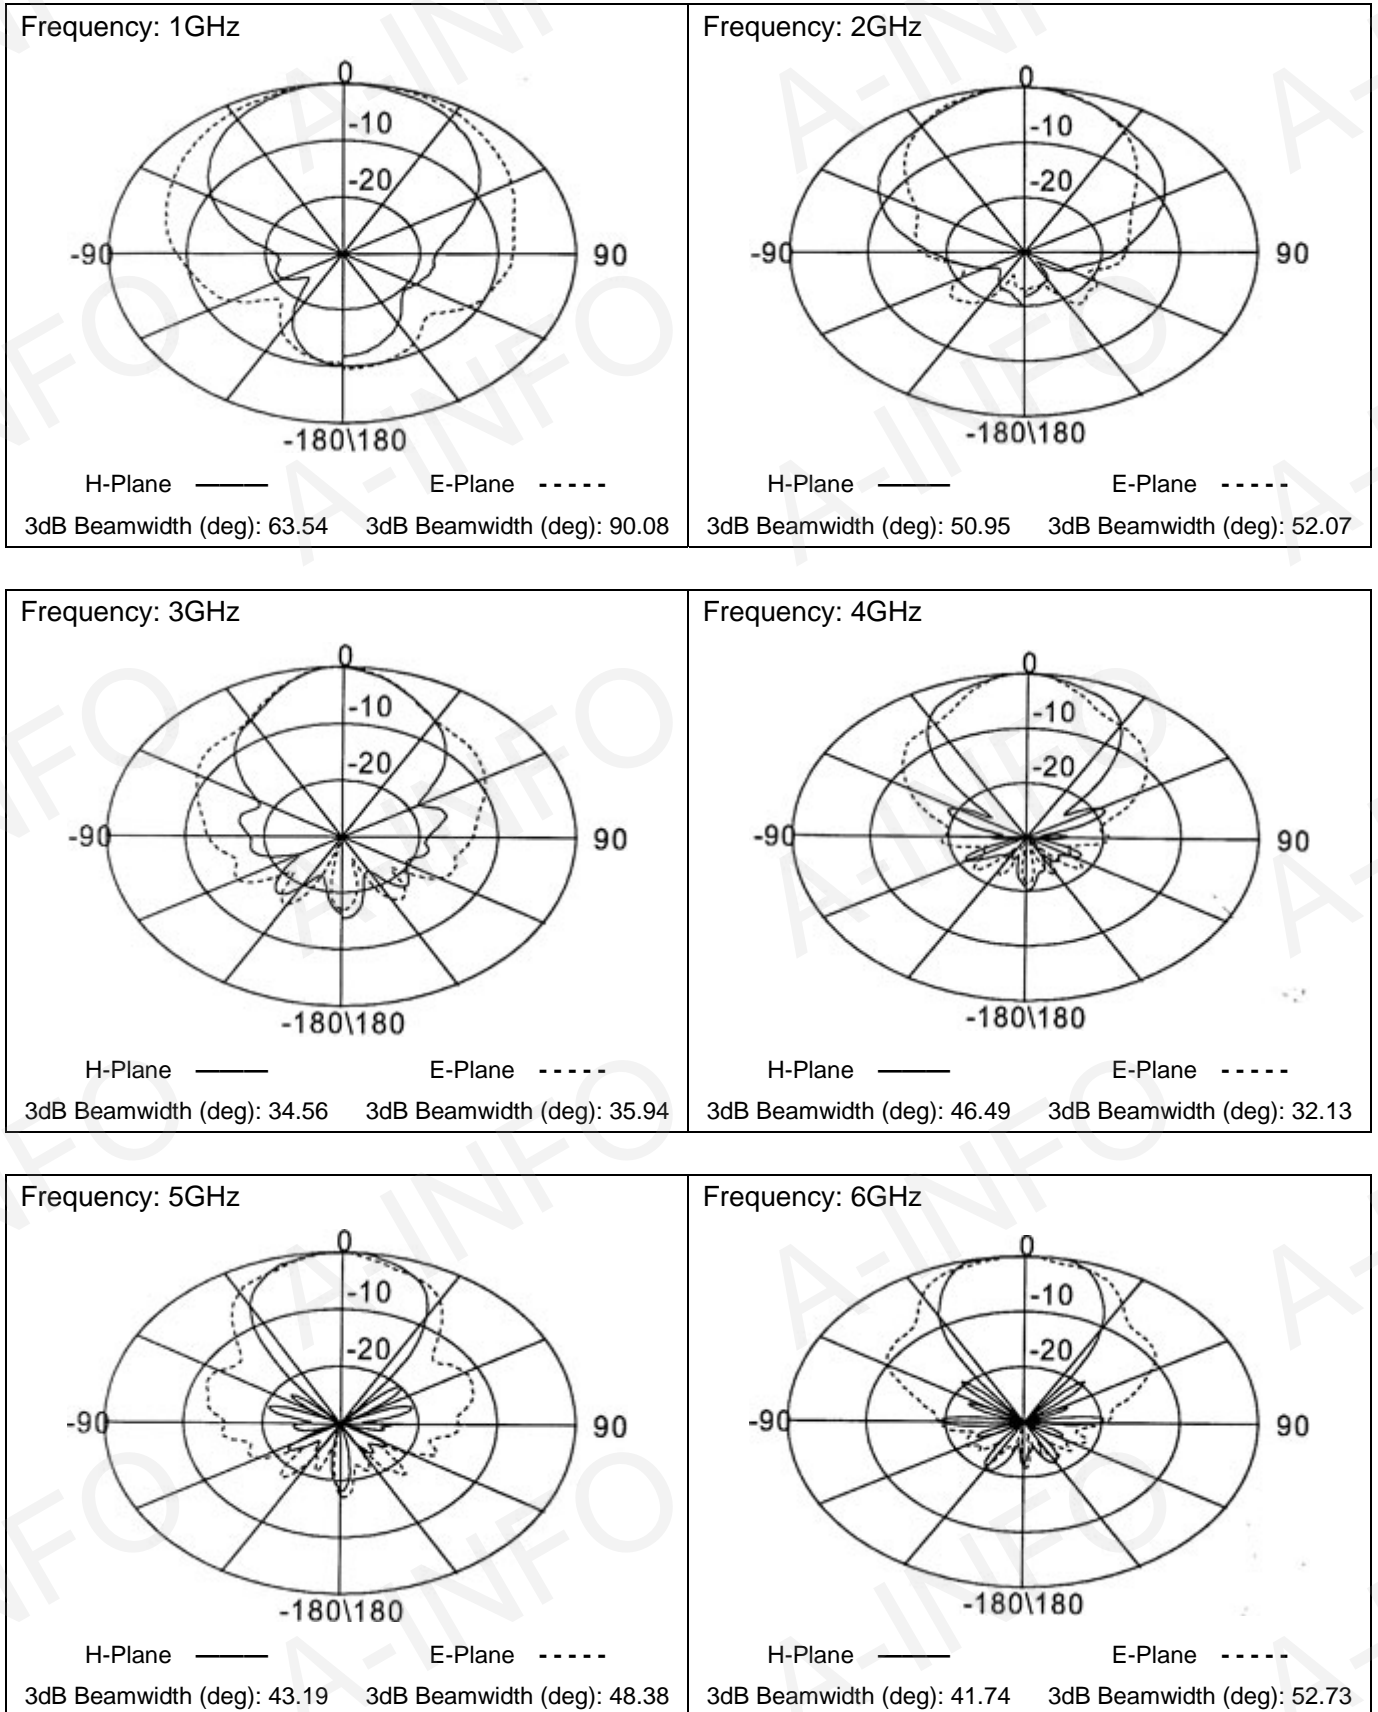 Frequency: 1GHz
0
-10
-20
-90
90
-180\180
H-Plane
E-Plane
3dB Beamwidth (deg): 63.54
3dB Beamwidth (deg): 90.08
Frequency: 2GHz
0
-10
-20
-90
90
-180\180
H-Plane
E-Plane
3dB Beamwidth (deg): 50.95
3dB Beamwidth (deg): 52.07
Frequency: 3GHz
0
-10
-20
-90
90
-180\180
H-Plane
E-Plane
3dB Beamwidth (deg): 34.56
3dB Beamwidth (deg): 35.94
Frequency: 4GHz
0
-10
-20
-90
90
-180\180
H-Plane
E-Plane
3dB Beamwidth (deg): 46.49
3dB Beamwidth (deg): 32.13
Frequency: 5GHz
0
-10
-20
-90
90
-180\180
H-Plane
E-Plane
3dB Beamwidth (deg): 43.19
3dB Beamwidth (deg): 48.38
Frequency: 6GHz
0
-10
-20
-90
90
-180\180
H-Plane
E-Plane
3dB Beamwidth (deg): 41.74
3dB Beamwidth (deg): 52.73
A-INFO